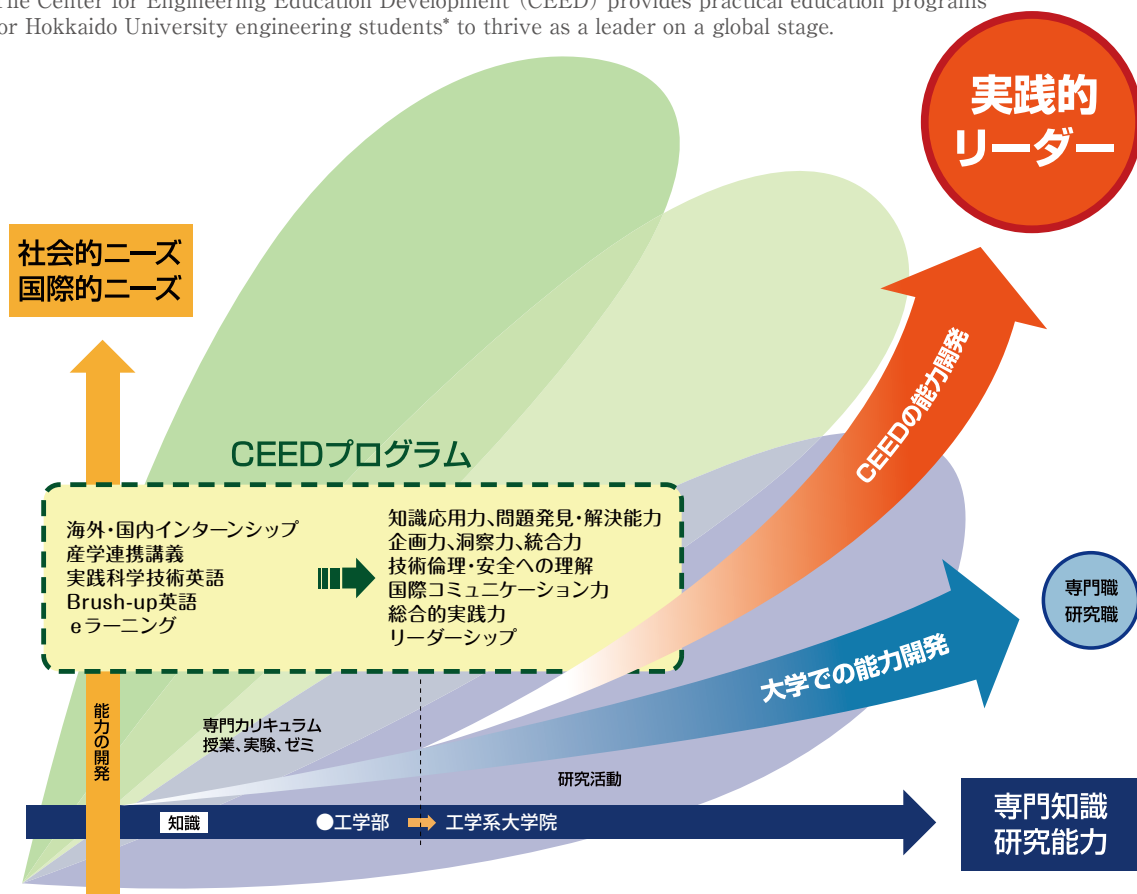 The Center for Engineering Education Development (CEED) provides practical education programs
for Hokkaido University engineering students* to thrive as a leader on a global stage.
実践的
リーダー
社会的ニーズ
国際的ニーズ
CEEDの能力開発
CEEDプログラム
海外・国内インターンシップ
産学連携講義
実践科学技術英語
Brush-up英語
eラーニング
知識応用力、問題発見・解決能力
企画力、洞察力、統合力
技術倫理・安全への理解
国際コミュニケーション力
総合的実践力
リーダーシップ
専門職
研究職
大学での能力開発
能力の開発
専門カリキュラム
授業、実験、ゼミ
研究活動
知識
●工学部
工学系大学院
専門知識
研究能力